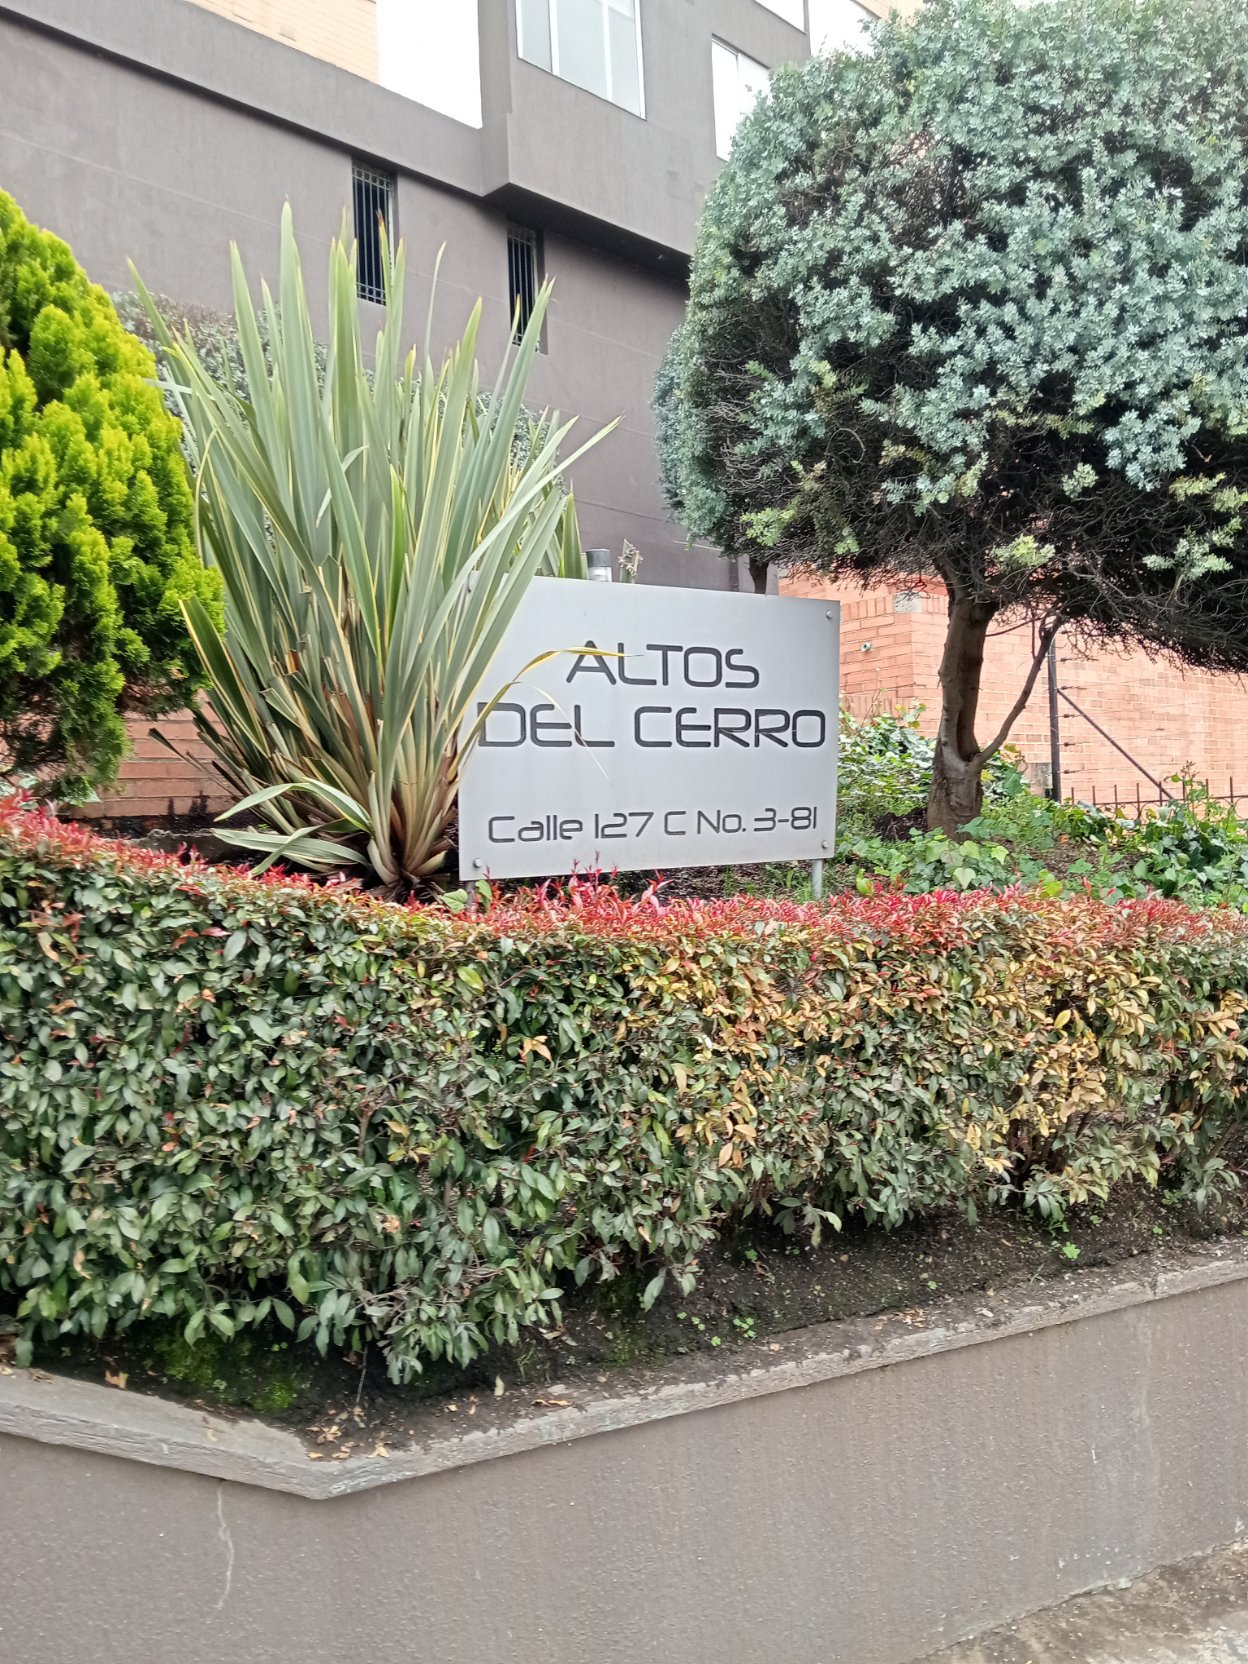 ALTOS
DEL CERRO
Calle 127 C No. 3-81